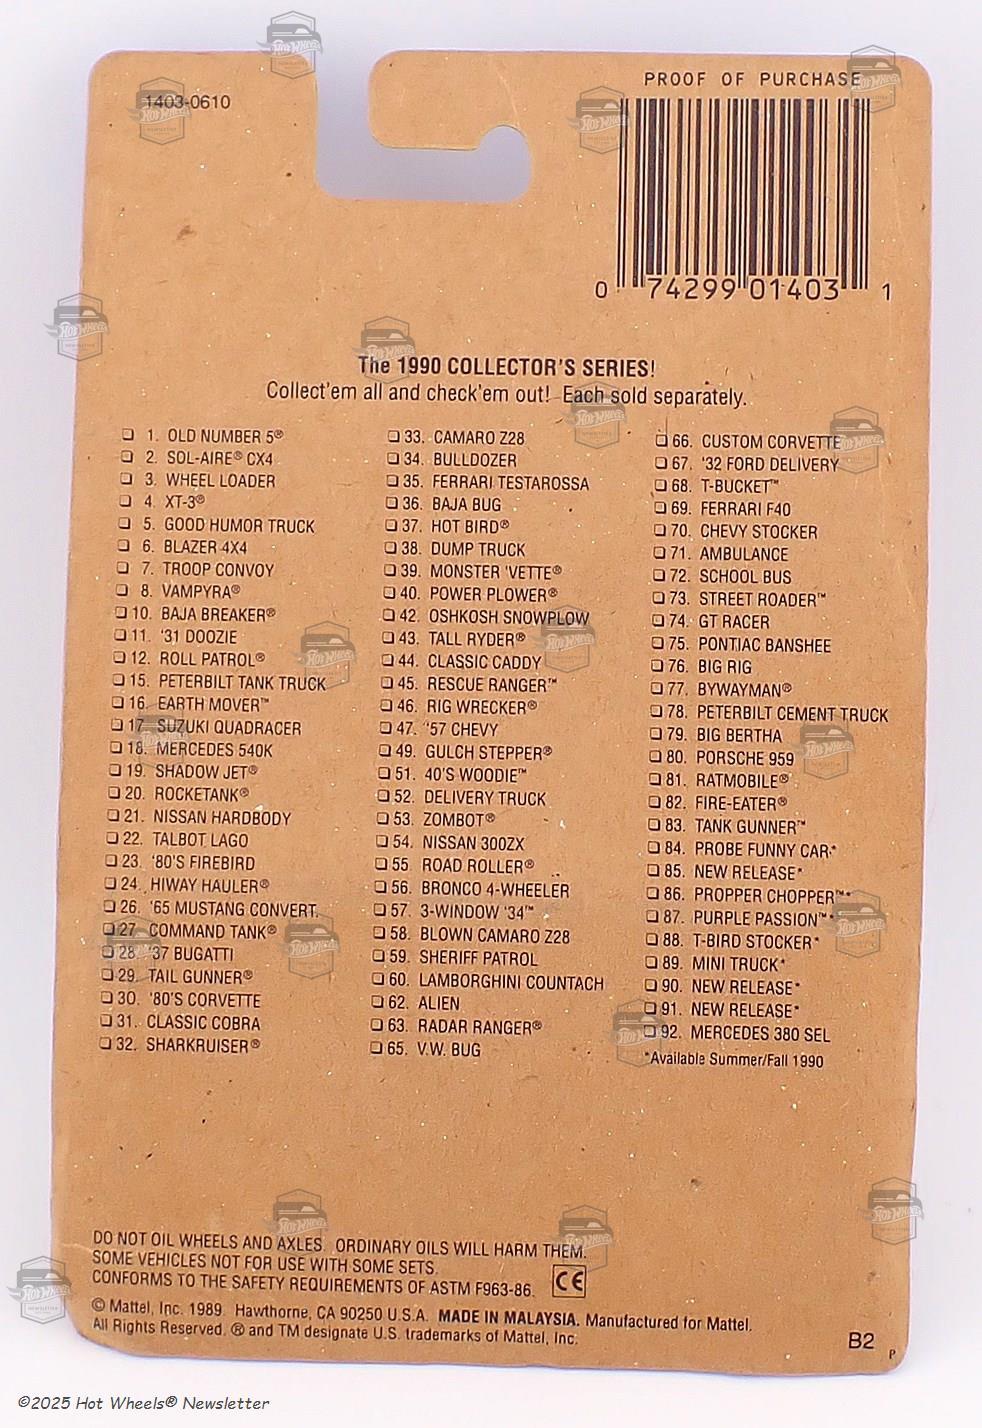 1403-0610
PROOF OF PURCHASE
0 74299 01403 1
The 1990 COLLECTOR'S SERIES!
Collect'em all and check'em out! Each sold separately.
❑ 1. OLD NUMBER 5®
❑ 2. SOL-AIRE® CX4
❑ 3. WHEEL LOADER
❑ 4. XT-3®
❑ 5. GOOD HUMOR TRUCK
❑ 6. BLAZER 4X4
❑ 7. TROOP CONVOY
❑ 8. VAMPYRA®
❑ 10. BAJA BREAKER®
❑ 11. '31 DOOZIE
❑ 12. ROLL PATROL®
❑ 15. PETERBILT TANK TRUCK
❑ 16. EARTH MOVER™
❑ 17. SUZUKI QUADRACER
❑ 18. MERCEDES 540K
❑ 19. SHADOW JET®
❑ 20. ROCKETANK®
❑ 21. NISSAN HARDBODY
❑ 22. TALBOT LAGO
❑ 23. '80'S FIREBIRD
❑ 24. HIWAY HAULER®
❑ 26. '65 MUSTANG CONVERT.
❑ 27. COMMAND TANK®
❑ 28. '37 BUGATTI
❑ 29. TAIL GUNNER®
❑ 30. '80'S CORVETTE
❑ 31. CLASSIC COBRA
❑ 32. SHARKRUISER®
❑ 33. CAMARO Z28
❑ 34. BULLDOZER
❑ 35. FERRARI TESTAROSSA
❑ 36. BAJA BUG
❑ 37. HOT BIRD®
❑ 38. DUMP TRUCK
❑ 39. MONSTER 'VETTE®
❑ 40. POWER PLOWER®
❑ 42. OSHKOSH SNOWPLOW
❑ 43. TALL RYDER®
❑ 44. CLASSIC CADDY
❑ 45. RESCUE RANGER™
❑ 46. RIG WRECKER®
❑ 47. '57 CHEVY
❑ 49. GULCH STEPPER®
❑ 51. 40'S WOODIE™
❑ 52. DELIVERY TRUCK
❑ 53. ZOMBOT®
❑ 54. NISSAN 300ZX
❑ 55. ROAD ROLLER®
❑ 56. BRONCO 4-WHEELER
❑ 57. 3-WINDOW '34™
❑ 58. BLOWN CAMARO Z28
❑ 59. SHERIFF PATROL
❑ 60. LAMBORGHINI COUNTACH
❑ 62. ALIEN
❑ 63. RADAR RANGER®
❑ 65. V.W. BUG
❑ 66. CUSTOM CORVETTE
❑ 67. '32 FORD DELIVERY
❑ 68. T-BUCKET™
❑ 69. FERRARI F40
❑ 70. CHEVY STOCKER
❑ 71. AMBULANCE
❑ 72. SCHOOL BUS
❑ 73. STREET ROADER™
❑ 74. GT RACER
❑ 75. PONTIAC BANSHEE
❑ 76. BIG RIG
❑ 77. BYWAYMAN®
❑ 78. PETERBILT CEMENT TRUCK
❑ 79. BIG BERTHA
❑ 80. PORSCHE 959
❑ 81. RATMOBILE®
❑ 82. FIRE-EATER®
❑ 83. TANK GUNNER™
❑ 84. PROBE FUNNY CAR*
❑ 85. NEW RELEASE*
❑ 86. PROPPER CHOPPER™*
❑ 87. PURPLE PASSION™*
❑ 88. T-BIRD STOCKER*
❑ 89. MINI TRUCK*
❑ 90. NEW RELEASE*
❑ 91. NEW RELEASE*
❑ 92. MERCEDES 380 SEL
*Available Summer/Fall 1990
DO NOT OIL WHEELS AND AXLES. ORDINARY OILS WILL HARM THEM.
SOME VEHICLES NOT FOR USE WITH SOME SETS.
CONFORMS TO THE SAFETY REQUIREMENTS OF ASTM F963-86. CE
© Mattel, Inc. 1989. Hawthorne, CA 90250 U.S.A. MADE IN MALAYSIA. Manufactured for Mattel.
All Rights Reserved. ® and TM designate U.S. trademarks of Mattel, Inc.
B2
P
©2025 Hot Wheels® Newsletter